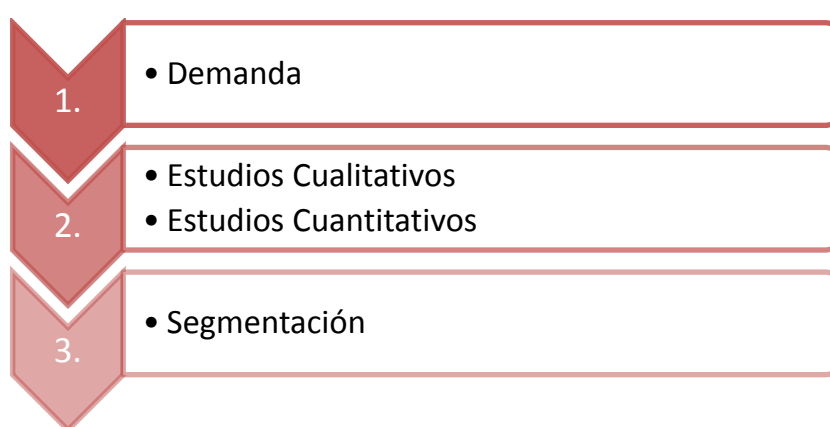 1.
• Demanda
2.
• Estudios Cualitativos
• Estudios Cuantitativos
3.
• Segmentación